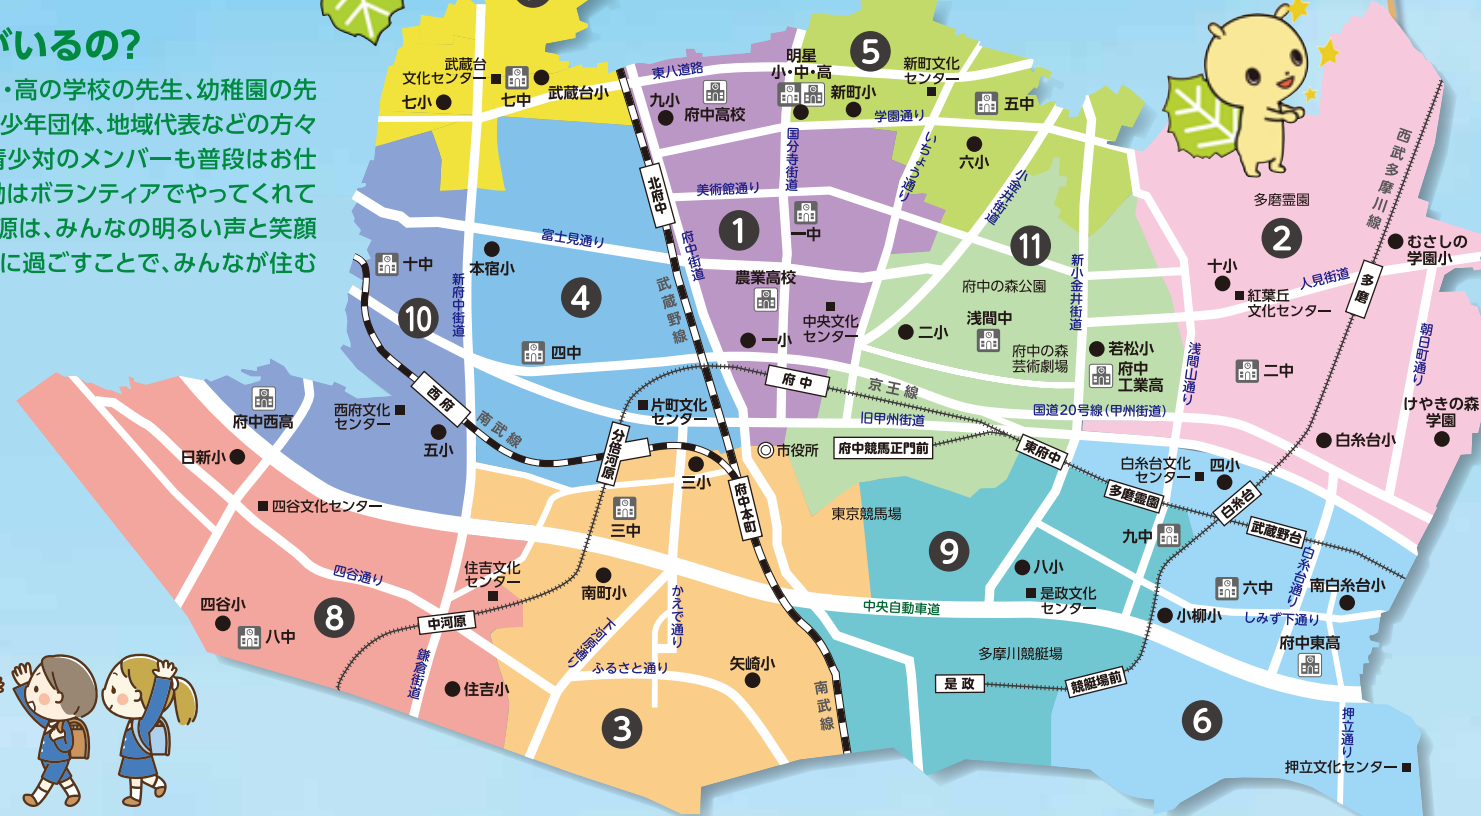 がいるの?
・高の学校の先生、幼稚園の先
少年団体、地域代表などの方々
青少対のメンバーも普段はお仕
動はボランティアでやってくれて
原は、みんなの明るい声と笑顔
に過ごすことで、みんなが住む
武蔵台
文化センター
七小
七中
武蔵台小
東八道路
九小
府中高校
明星
小・中・高
5
新町文化
センター
新町小
五中
学園通り
六小
国分寺街道
いちょう通り
小金井街道
北府中
美術館通り
1
一中
府中街道
富士見通り
本宿小
十中
新府中街道
10
4
四中
武蔵野線
農業高校
中央文化
センター
一小
二小
11
府中の森公園
浅間中
府中の森
芸術劇場
新小金井街道
若松小
府中
工業高
浅間山通り
多磨霊園
2
西武多摩川線
むさしの
学園小
十小
紅葉丘
文化センター
人見街道
多磨
朝日町通り
二中
けやきの森
学園
白糸台小
府中西高
西府文化
センター
西府
南武線
五小
日新小
四谷文化センター
片町文化
センター
分倍河原
府中
京王線
旧甲州街道
国道20号線(甲州街道)
市役所
府中競馬正門前
東府中
三小
府中本町
三中
東京競馬場
9
多磨霊園
白糸台文化
センター
四小
白糸台
武蔵野台
九中
八小
是政文化
センター
六中
白糸台通り
南白糸台小
小柳小
しみず下通り
府中東高
四谷通り
四谷小
八中
8
住吉文化
センター
中河原
鎌倉街道
住吉小
南町小
かえで通り
下河原通り
ふるさと通り
矢崎小
3
南武線
中央自動車道
多摩川競艇場
是政
競艇場前
6
押立通り
押立文化センター